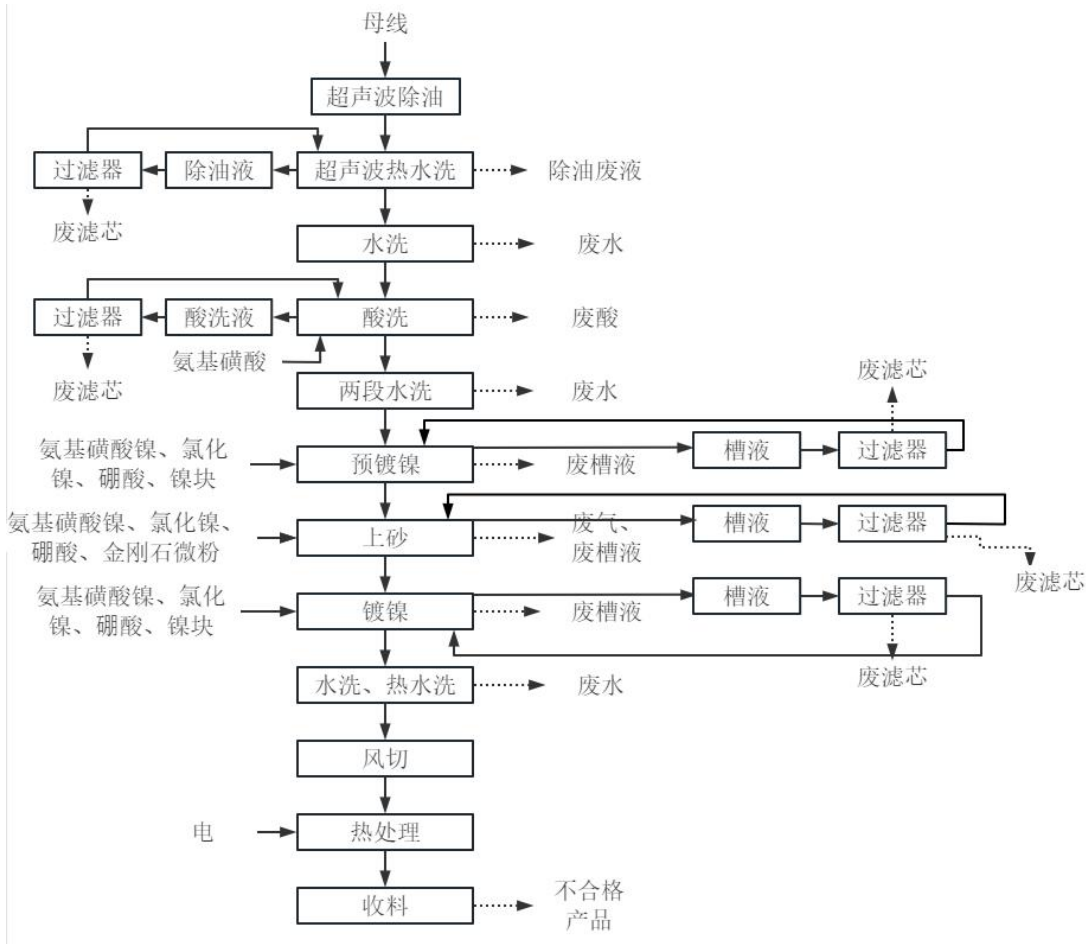 母线
超声波除油
过滤器
除油液
超声波热水洗
除油废液
废滤芯
水洗
废水
过滤器
酸洗液
酸洗
废酸
氨基磺酸
废滤芯
两段水洗
废水
废滤芯
氨基磺酸镍、氯化
镍、硼酸、镍块
预镀镍
废槽液
槽液
过滤器
氨基磺酸镍、氯化镍、
硼酸、金刚石微粉
上砂
废气、
废槽液
槽液
过滤器
废滤芯
氨基磺酸镍、氯化
镍、硼酸、镍块
镀镍
废槽液
槽液
过滤器
废滤芯
水洗、热水洗
废水
风切
电
热处理
收料
不合格
产品